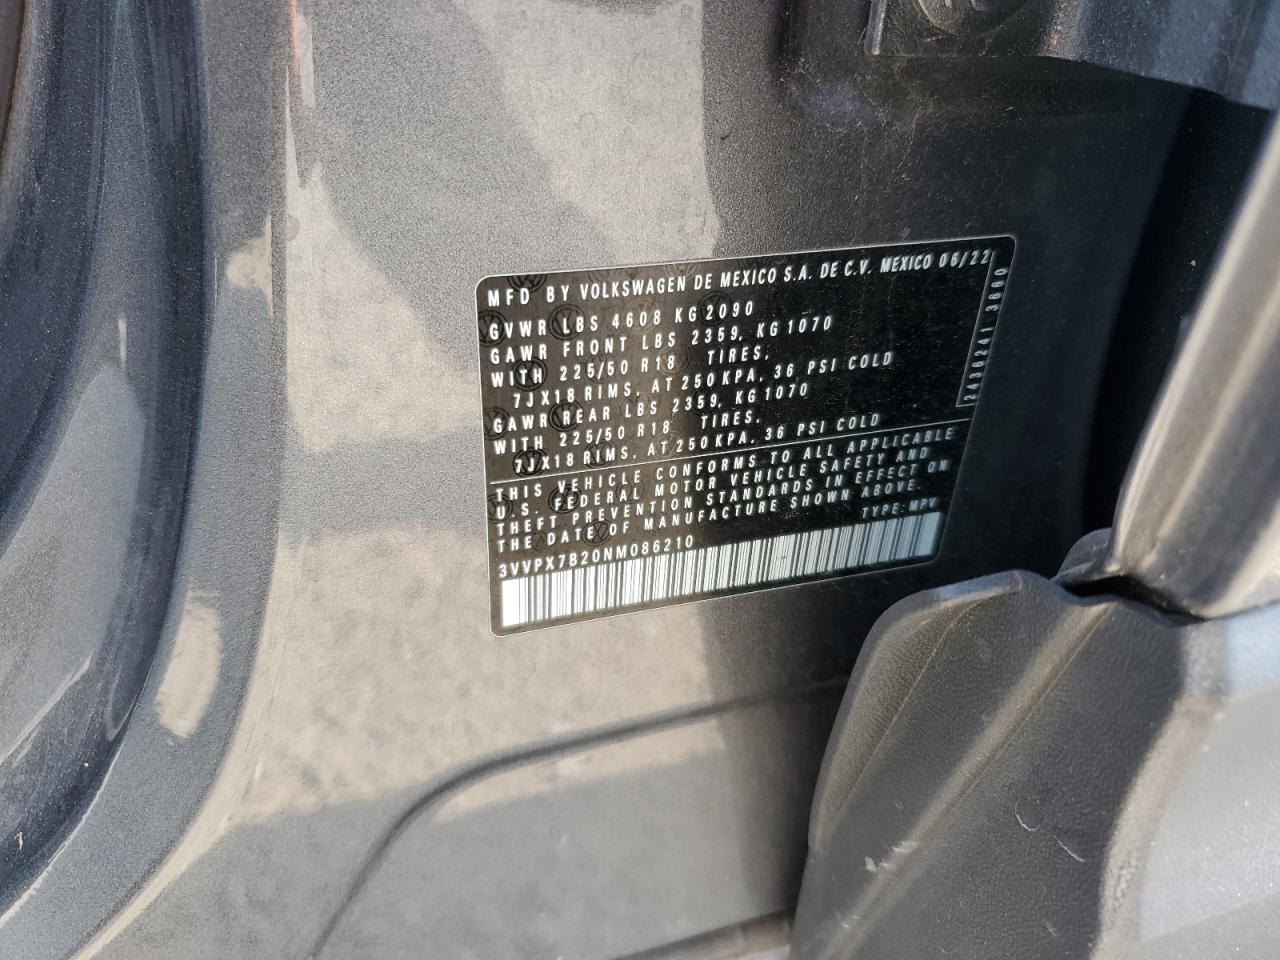 MFD BY VOLKSWAGEN DE MEXICO S.A. DE C.V. MEXICO 06/22
GVWR LBS 4608 KG 2090
GAWR FRONT LBS 2359, KG 1070
WITH 225/50 R18 TIRES,
7JX18 RIMS, AT 250 KPA, 36 PSI COLD
GAWR REAR LBS 2359, KG 1070
WITH 225/50 R18 TIRES,
7JX18 RIMS, AT 250 KPA, 36 PSI COLD
THIS VEHICLE CONFORMS TO ALL APPLICABLE
U.S. FEDERAL MOTOR VEHICLE SAFETY AND
THEFT PREVENTION STANDARDS IN EFFECT ON
THE DATE OF MANUFACTURE SHOWN ABOVE.
TYPE: MPV
3VVPX7B20NM086210
2436241 3660